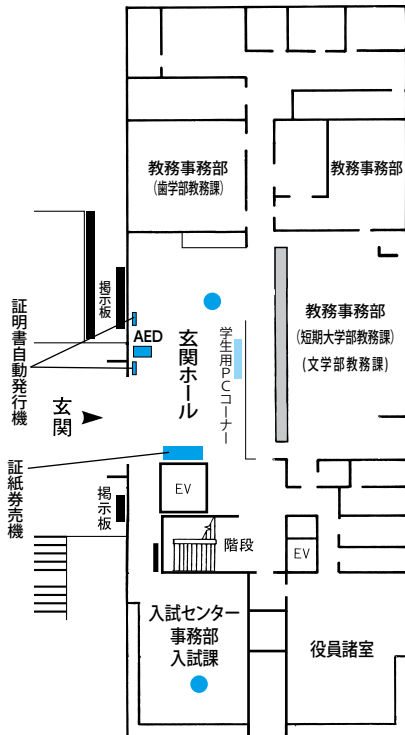 教務事務部
(歯学部教務課)
教務事務部
掲示板
証明書自動発行機
AED
玄関ホール
学生用PCコーナー
教務事務部
(短期大学部教務課)
(文学部教務課)
玄関
証紙券売機
掲示板
EV
階段
EV
入試センター
事務部
入試課
役員諸室